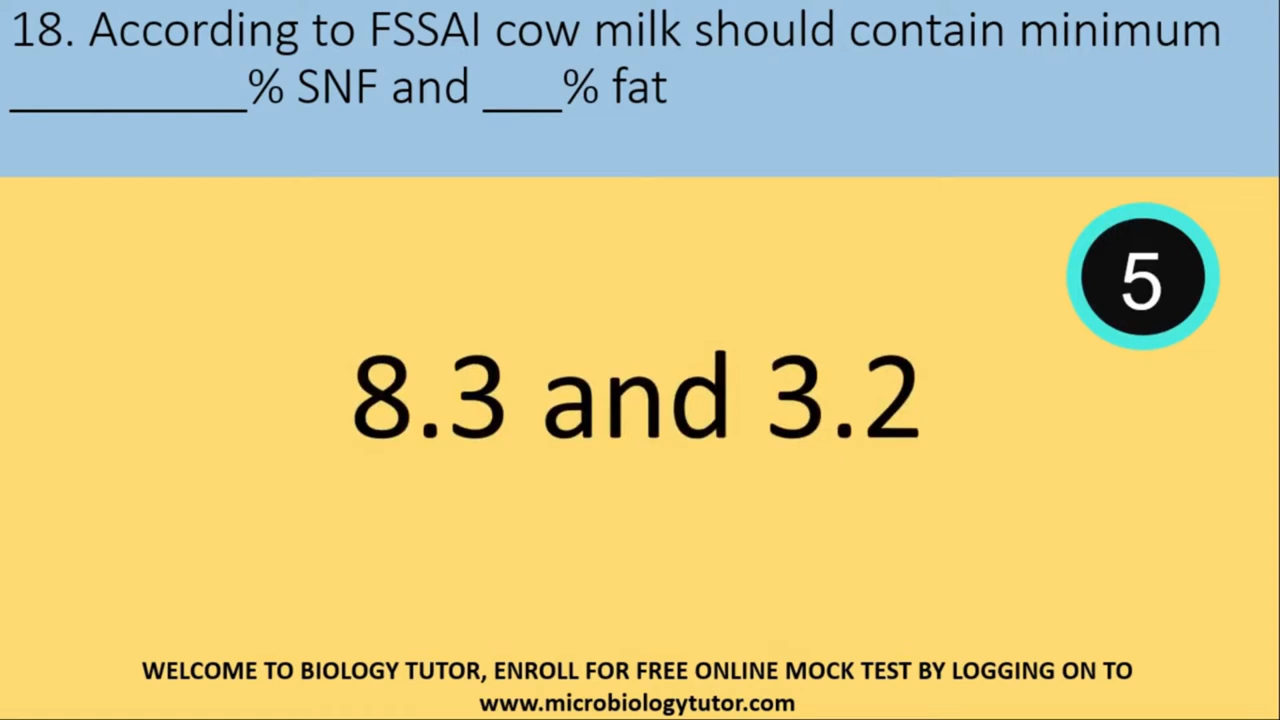 18. According to FSSAI cow milk should contain minimum
_________% SNF and ___% fat
5
8.3 and 3.2
WELCOME TO BIOLOGY TUTOR, ENROLL FOR FREE ONLINE MOCK TEST BY LOGGING ON TO
www.microbiologytutor.com